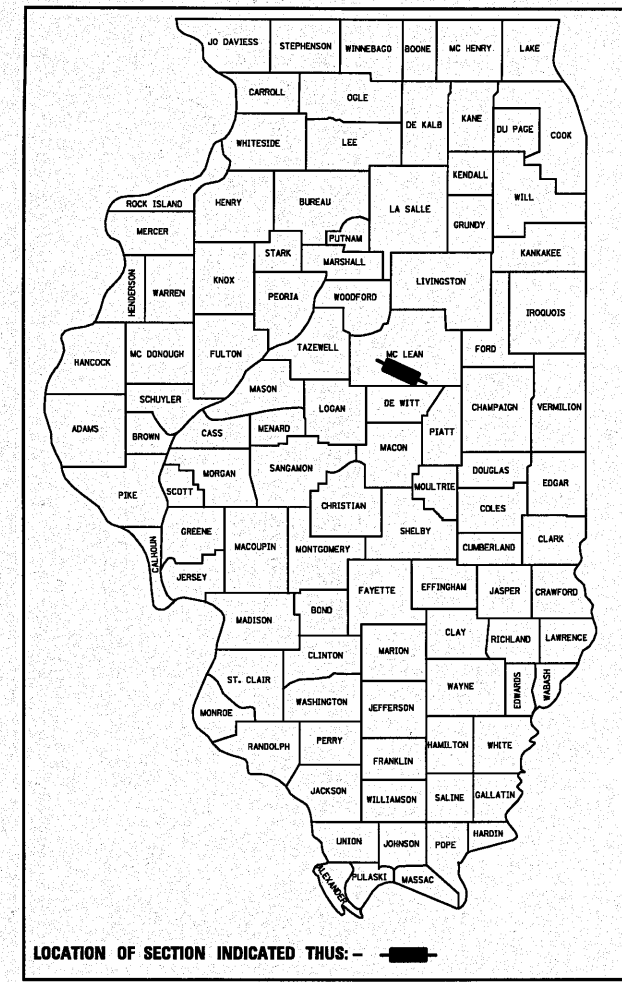 JO DAVIESS STEPHENSON WINNEBAGO BOONE MC HENRY LAKE
CARROLL OGLE DE KALB KANE DU PAGE COOK
WHITESIDE LEE
KENDALL WILL
ROCK ISLAND HENRY BUREAU LA SALLE
MERCER PUTNAM GRUNDY
STARK MARSHALL KANKAKEE
HENDERSON WARREN KNOX PEORIA WOODFORD LIVINGSTON IROQUOIS
HANCOCK MC DONOUGH FULTON TAZEWELL MC LEAN FORD
MASON
SCHUYLER LOGAN DE WITT CHAMPAIGN VERMILION
ADAMS BROWN CASS MENARD PIATT
MACON
MORGAN SANGAMON DOUGLAS
PIKE SCOTT CHRISTIAN MOULTRIE EDGAR
COLES
GREENE SHELBY
CALHOUN MACOUPIN MONTGOMERY CUMBERLAND CLARK
JERSEY
FAYETTE EFFINGHAM JASPER CRAWFORD
MADISON BOND
CLAY RICHLAND LAWRENCE
CLINTON MARION
ST. CLAIR WAYNE EDWARDS WABASH
WASHINGTON JEFFERSON
MONROE
RANDOLPH PERRY HAMILTON WHITE
FRANKLIN
JACKSON WILLIAMSON SALINE GALLATIN
HARDIN
UNION JOHNSON POPE
ALEXANDER PULASKI MASSAC
LOCATION OF SECTION INDICATED THUS: –